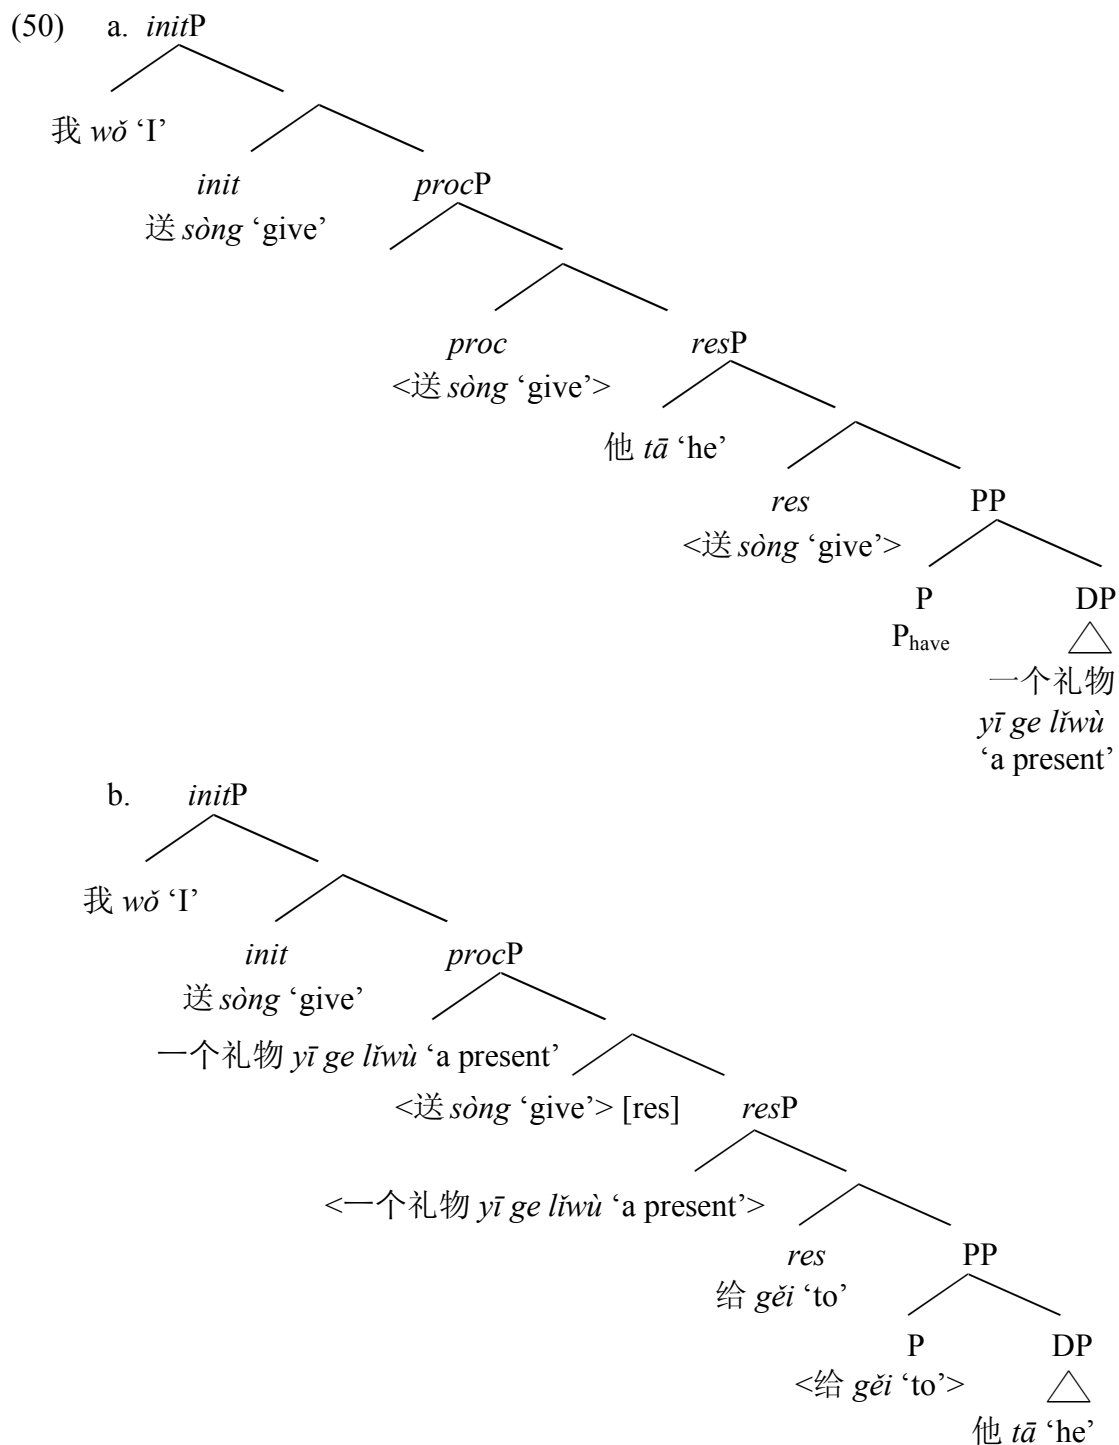 (50) a. initP
我 wǒ ‘I’
init procP
送 sòng ‘give’
proc resP
<送 sòng ‘give’>
他 tā ‘he’
res PP
<送 sòng ‘give’>
P DP
Phave
一个礼物
yī ge lǐwù
‘a present’
b. initP
我 wǒ ‘I’
init procP
送 sòng ‘give’
一个礼物 yī ge lǐwù ‘a present’
<送 sòng ‘give’> [res] resP
<一个礼物 yī ge lǐwù ‘a present’>
res PP
给 gěi ‘to’
P DP
<给 gěi ‘to’>
他 tā ‘he’